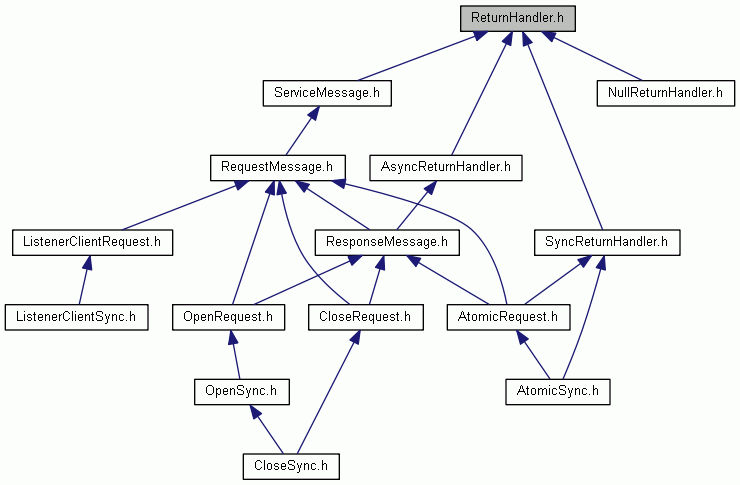 ReturnHandler.h
ServiceMessage.h
NullReturnHandler.h
RequestMessage.h
AsyncReturnHandler.h
ListenerClientRequest.h
ResponseMessage.h
SyncReturnHandler.h
ListenerClientSync.h
OpenRequest.h
CloseRequest.h
AtomicRequest.h
OpenSync.h
AtomicSync.h
CloseSync.h